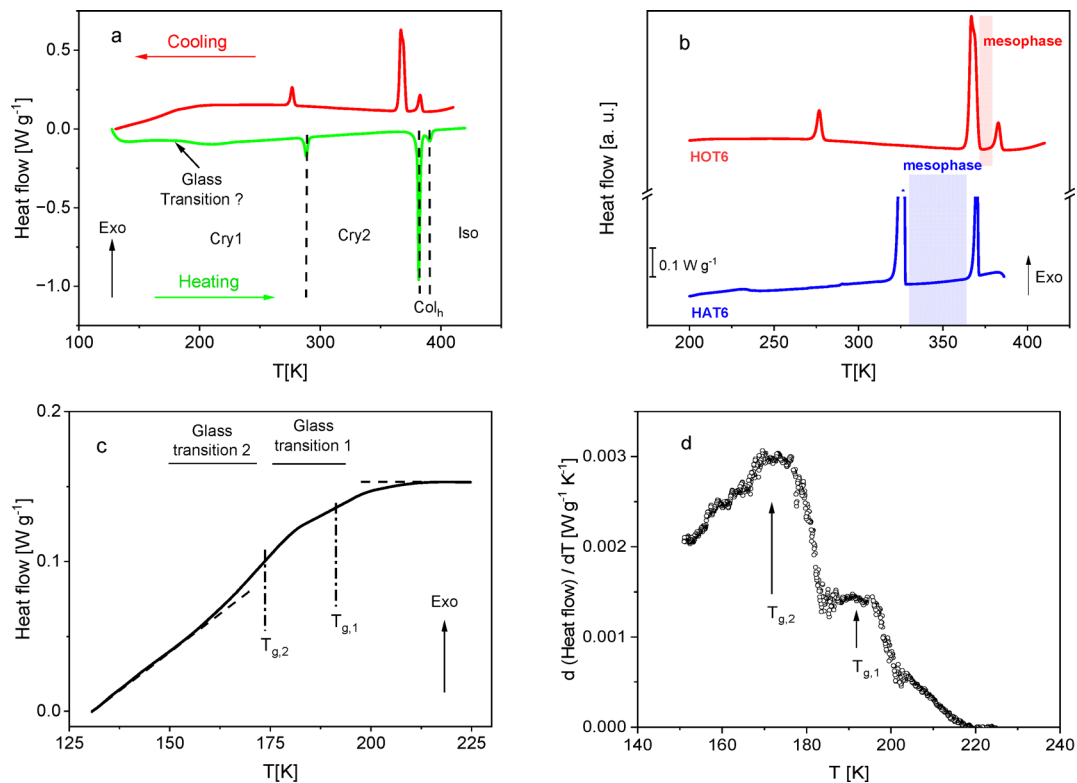 a
Cooling
Glass
Transition ?
Exo
Cry1
Cry2
Iso
Heating
Col_h
0.5
0.0
−0.5
−1.0
100
200
300
400
T[K]
Heat flow [W g⁻¹]
b
mesophase
HOT6
mesophase
0.1 W g⁻¹
Exo
HAT6
200
250
300
350
400
T[K]
Heat flow [a. u.]
c
Glass
transition 2
Glass
transition 1
Exo
T_g,2
T_g,1
0.2
0.1
0.0
125
150
175
200
225
T[K]
Heat flow [W g⁻¹]
d
T_g,2
T_g,1
0.003
0.002
0.001
0.000
140
160
180
200
220
240
T [K]
d (Heat flow) / dT [W g⁻¹ K⁻¹]